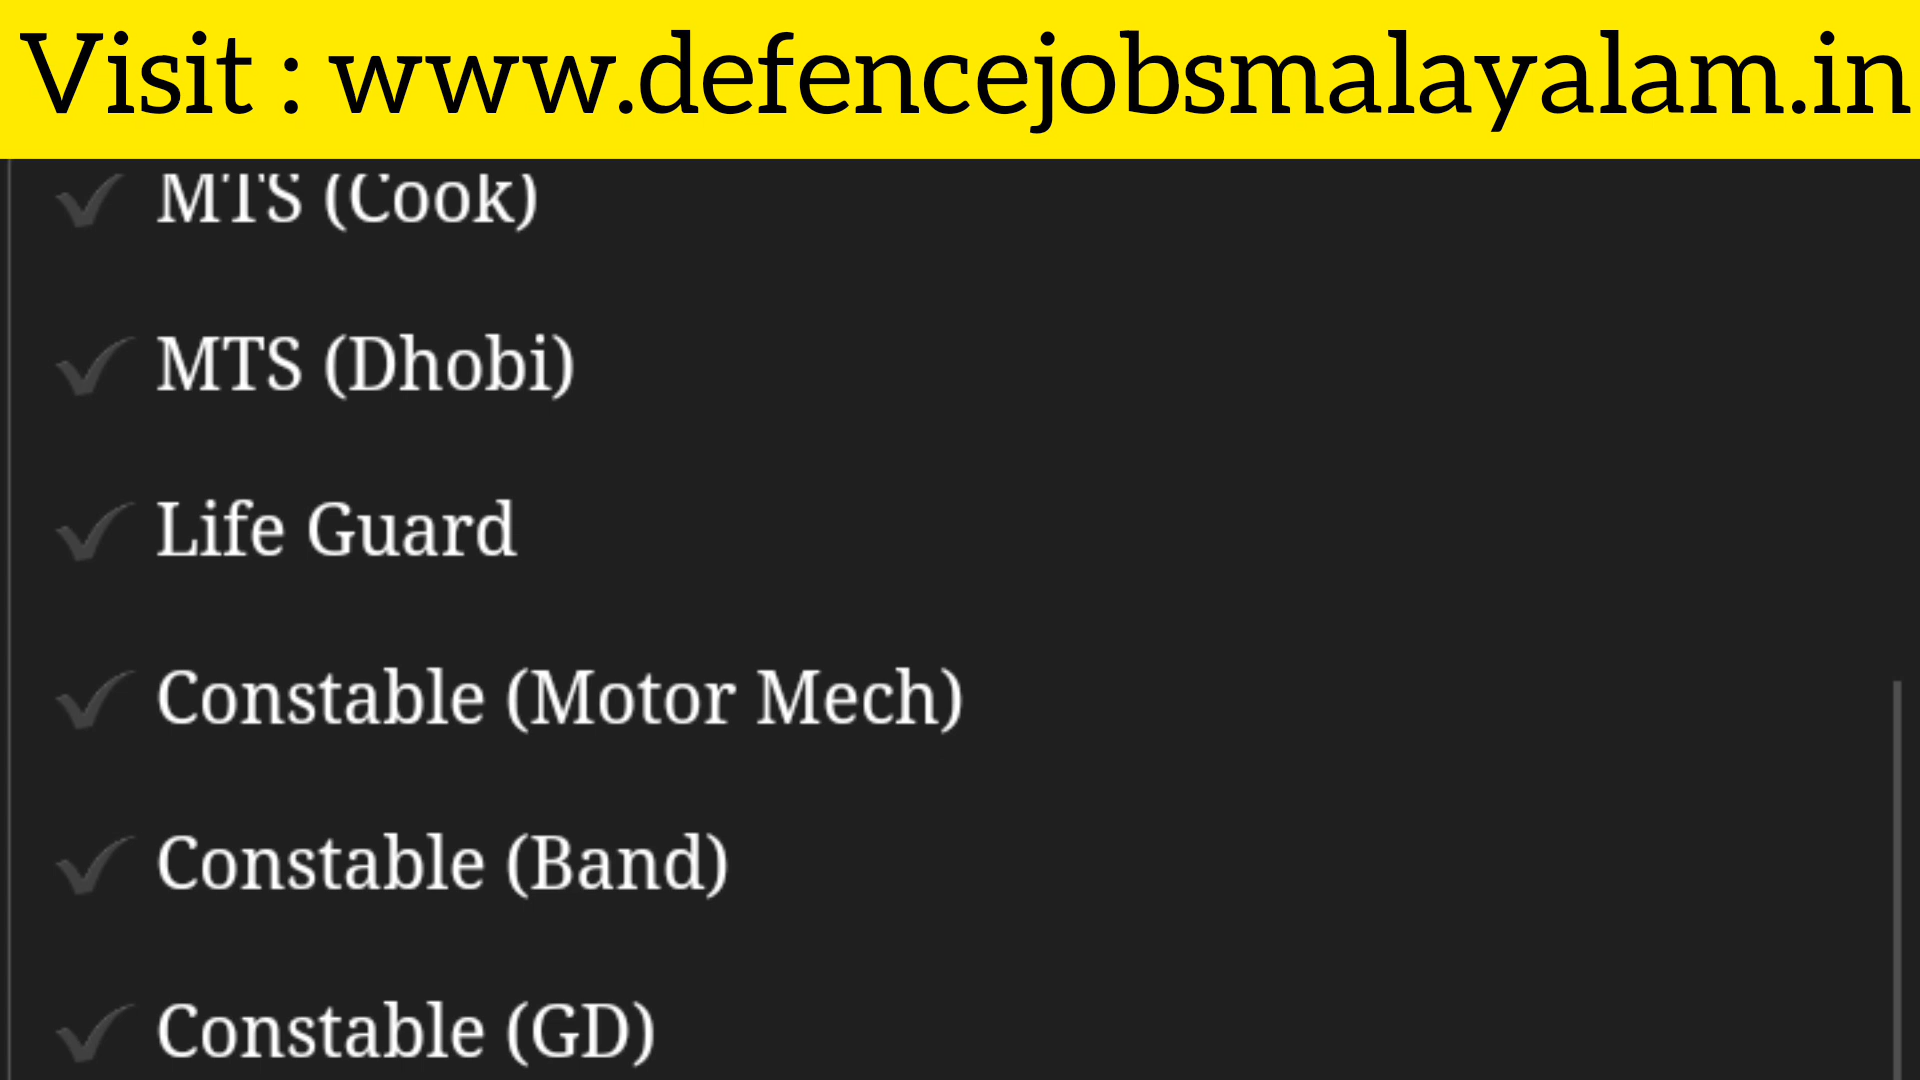 Visit : www.defencejobsmalayalam.in
MTS (Cook)
MTS (Dhobi)
Life Guard
Constable (Motor Mech)
Constable (Band)
Constable (GD)